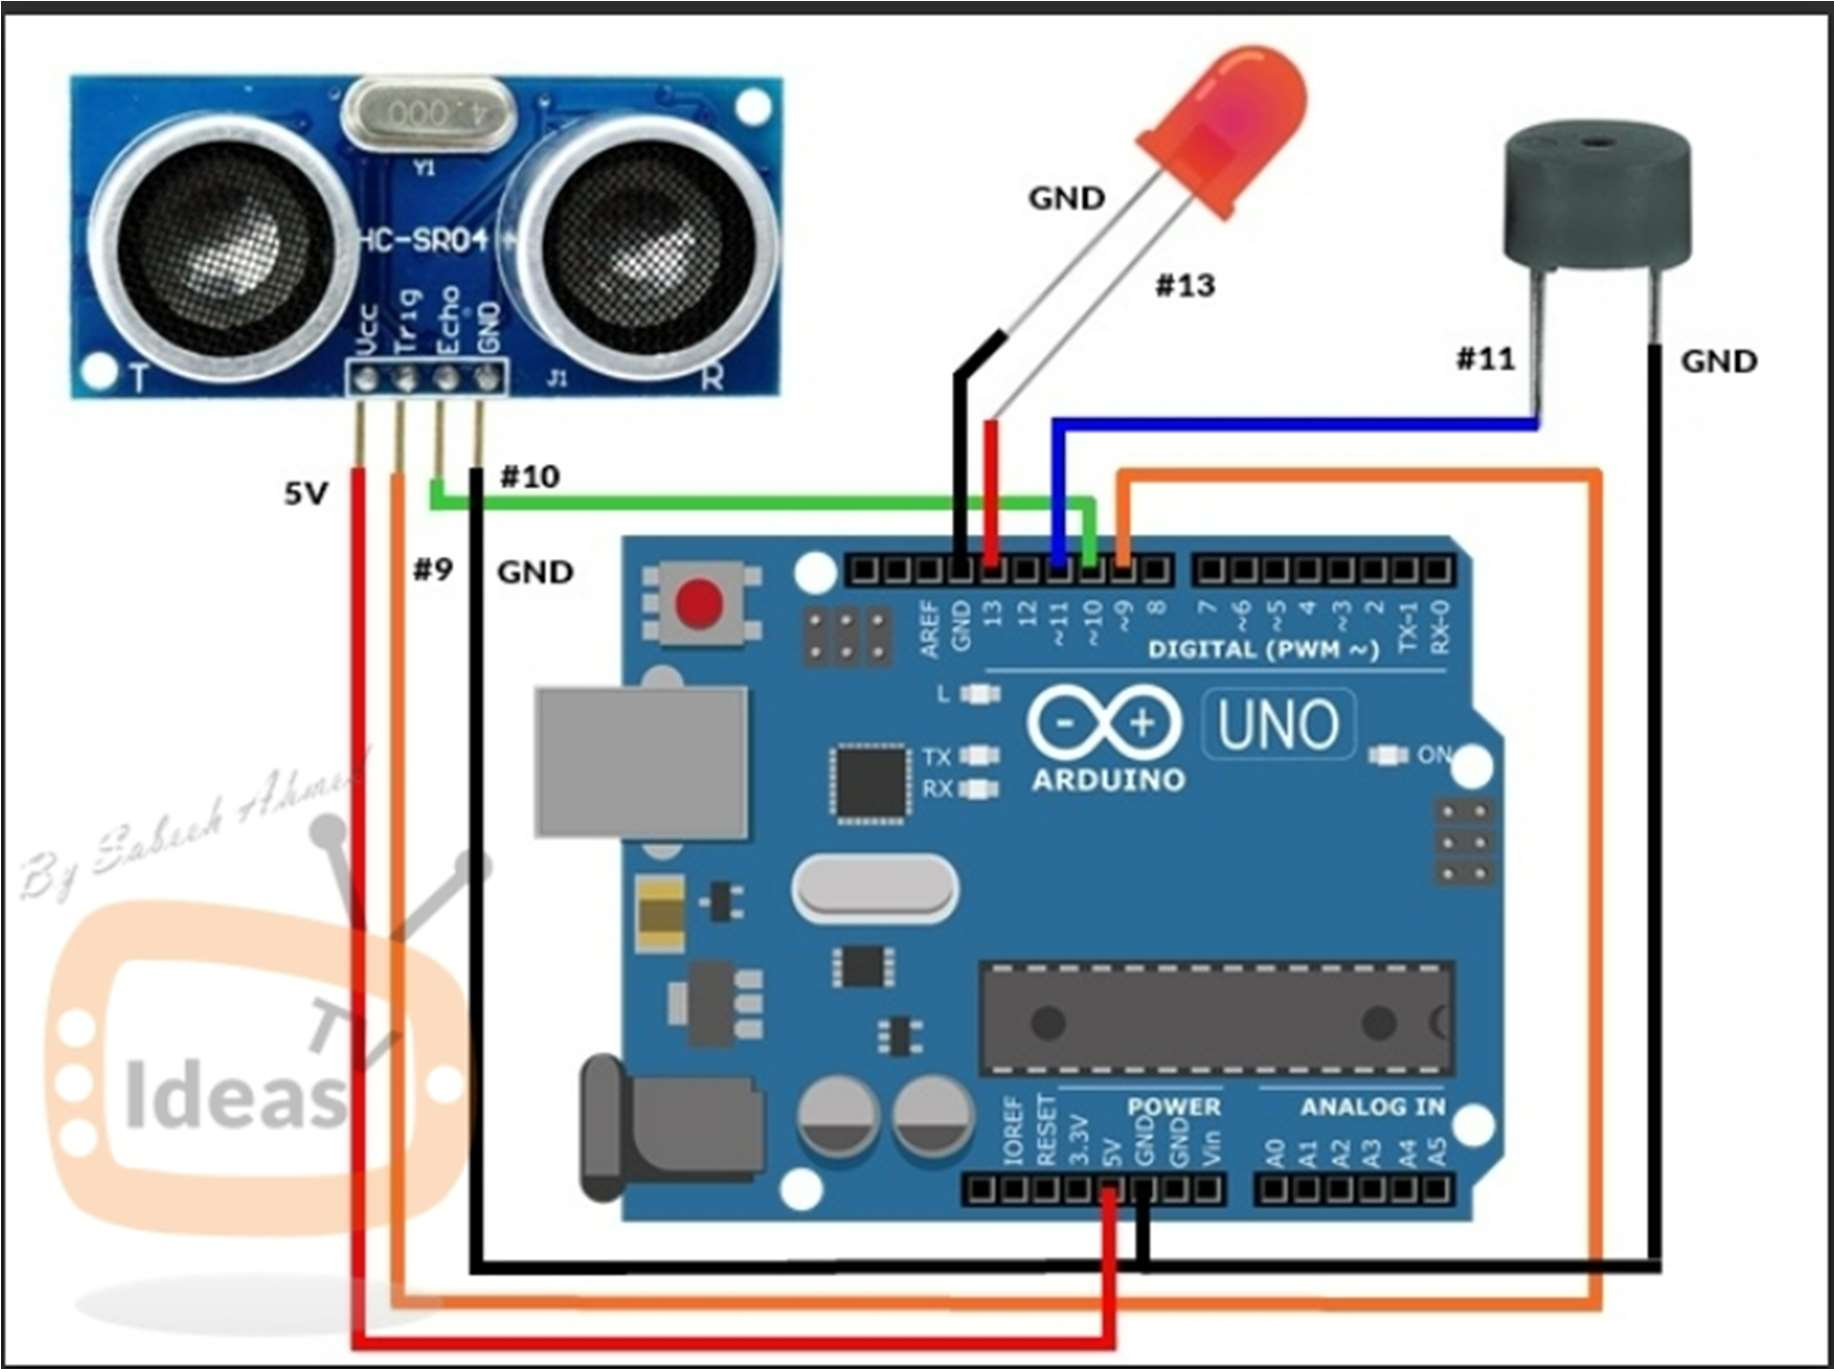 4.000
Y1
HC-SR04
Vcc
Trig
Echo
GND
T
J1
R
GND
#13
#11
GND
5V
#10
#9
GND
AREF
GND
13
12
~11
~10
~9
8
7
~6
~5
4
~3
2
TX-1
RX-0
DIGITAL (PWM ~)
L
TX
RX
ARDUINO
UNO
ON
By Sabeeh Ahmed
TV
Ideas
POWER
ANALOG IN
IOREF
RESET
3.3V
5V
GND
GND
Vin
A0
A1
A2
A3
A4
A5